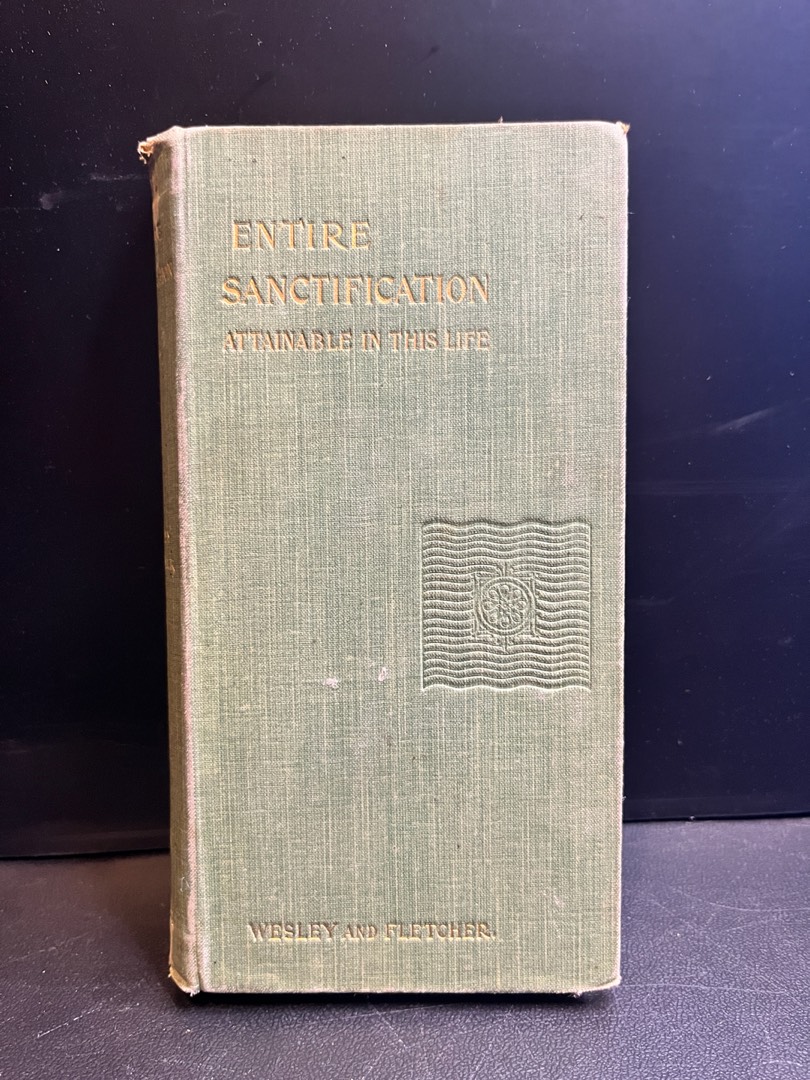 ENTIRE
SANCTIFICATION
ATTAINABLE IN THIS LIFE
WESLEY AND FLETCHER.